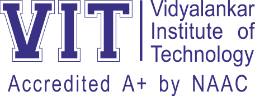 VIT
Vidyalankar
Institute of
Technology
Accredited A+ by NAAC